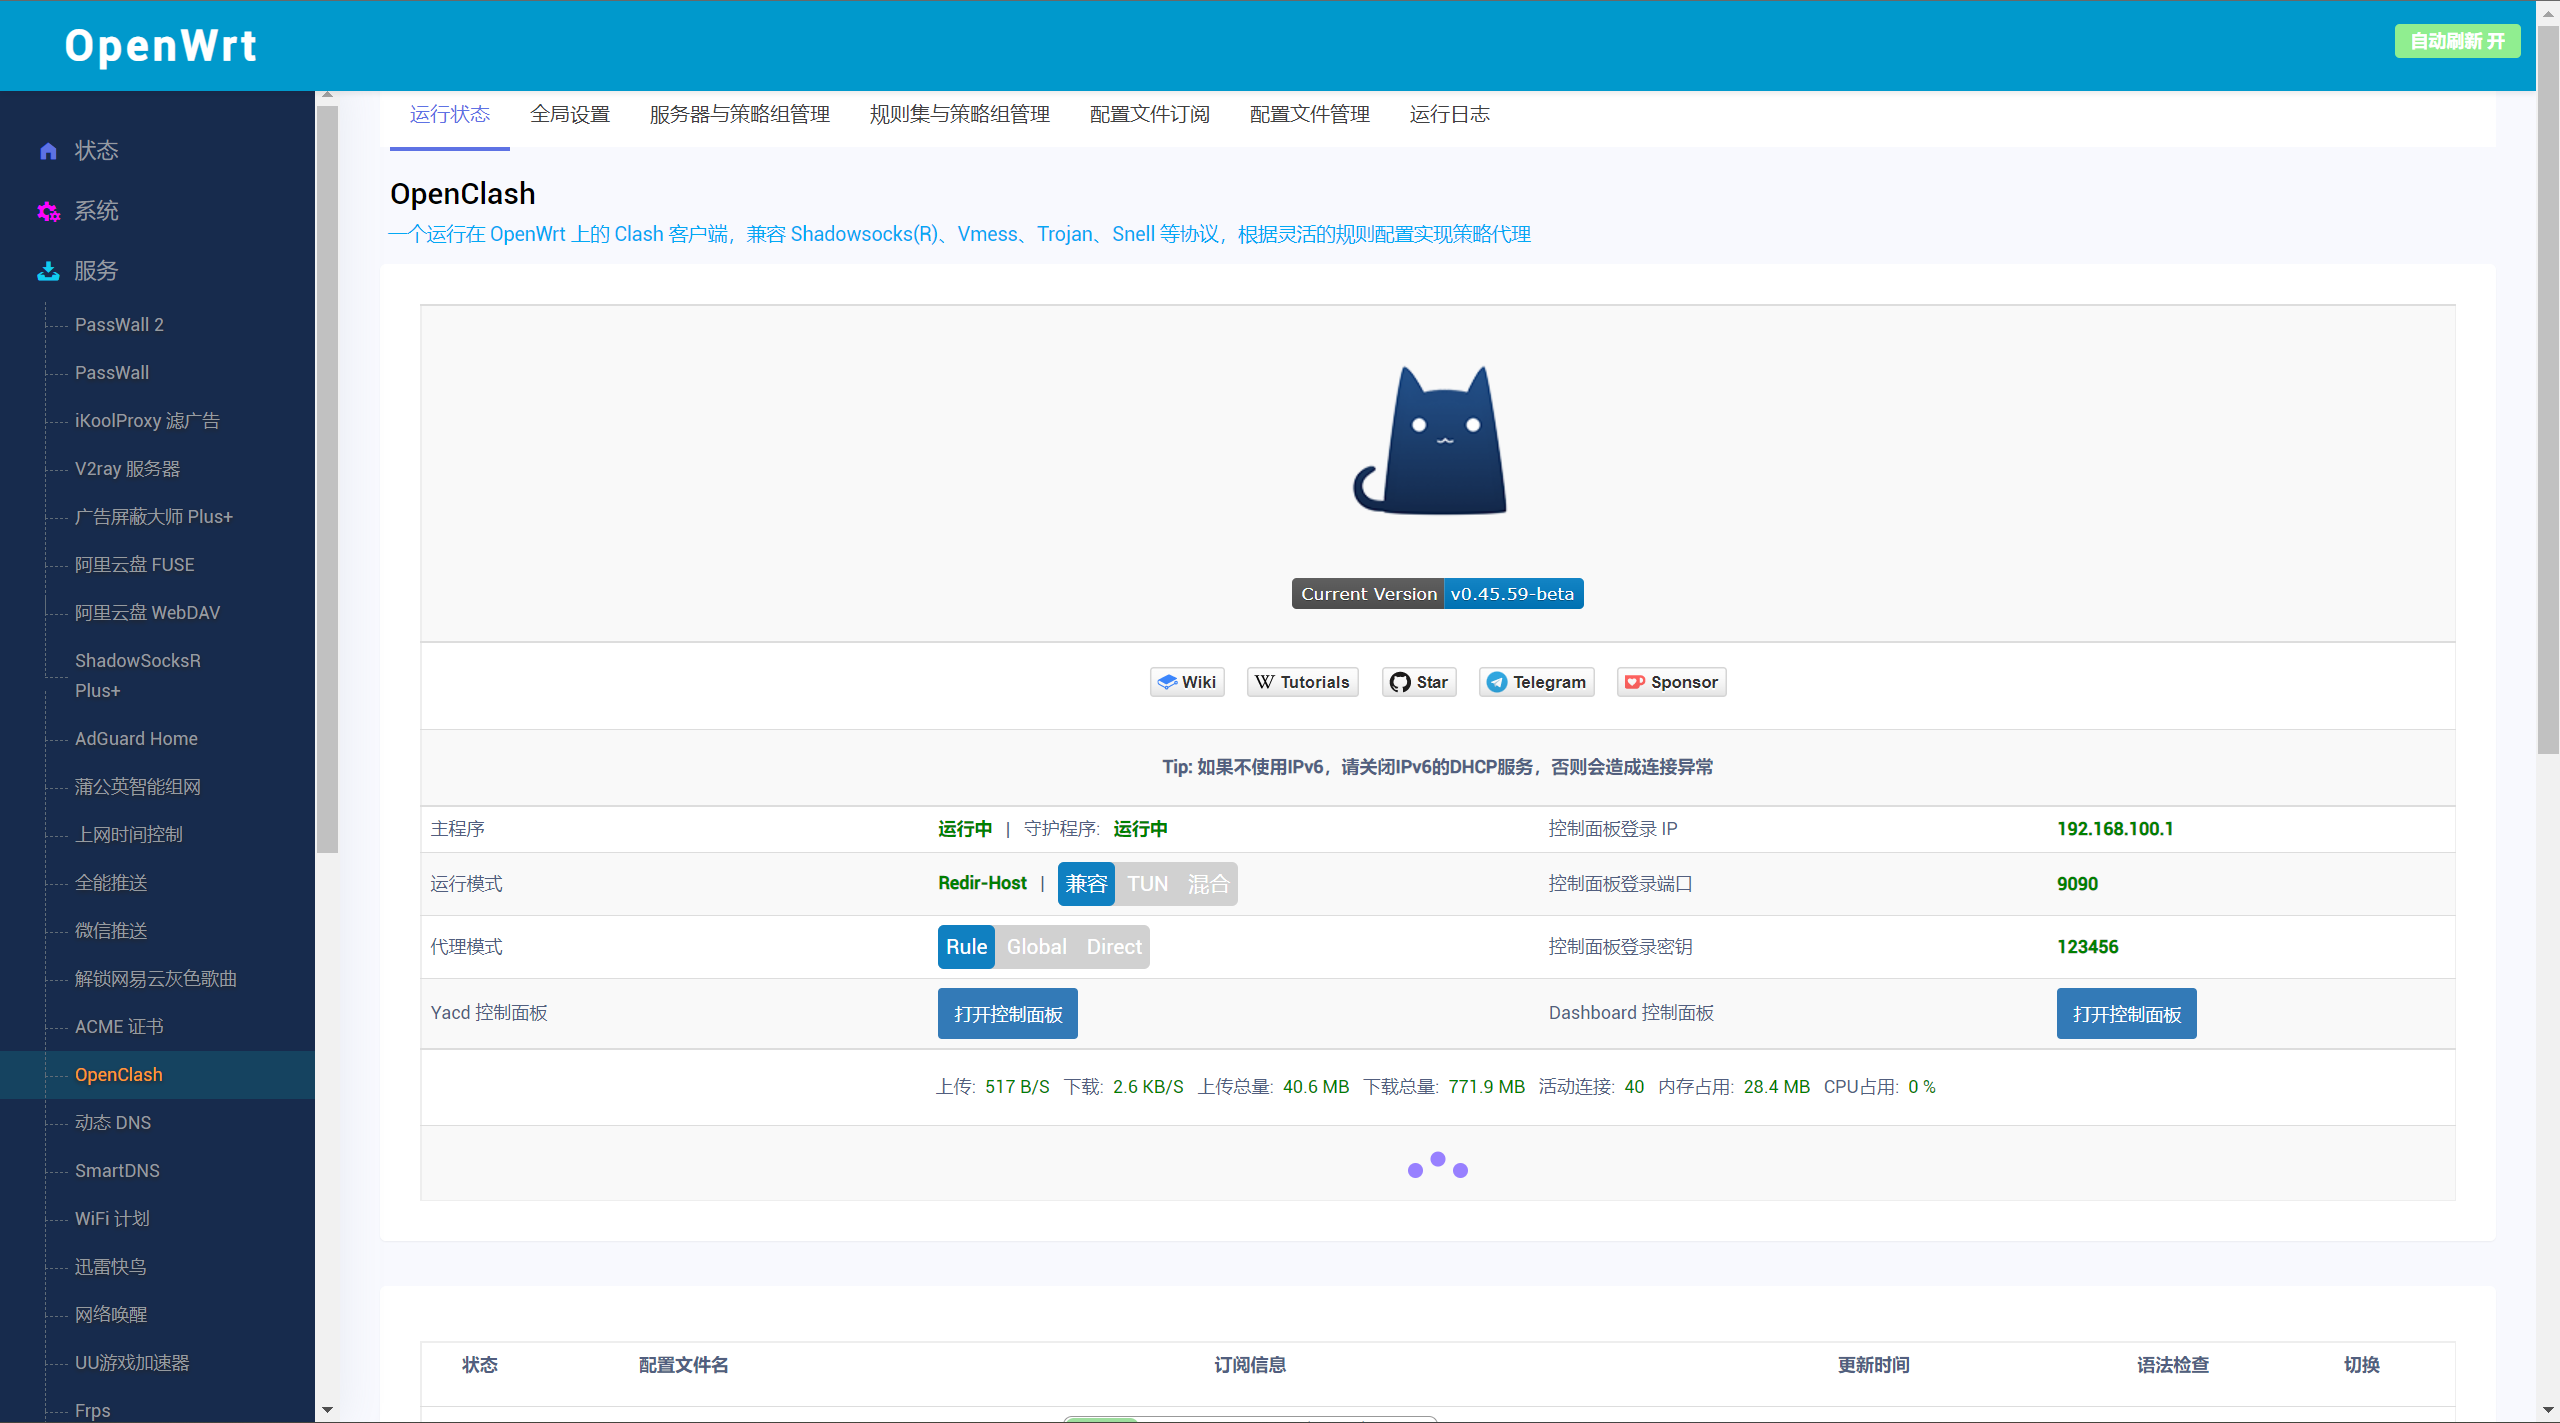 OpenWrt
自动刷新 开
状态
系统
服务
PassWall 2
PassWall
iKoolProxy 滤广告
V2ray 服务器
广告屏蔽大师 Plus+
阿里云盘 FUSE
阿里云盘 WebDAV
ShadowSocksR
Plus+
AdGuard Home
蒲公英智能组网
上网时间控制
全能推送
微信推送
解锁网易云灰色歌曲
ACME 证书
OpenClash
动态 DNS
SmartDNS
WiFi 计划
迅雷快鸟
网络唤醒
UU游戏加速器
Frps
运行状态 全局设置 服务器与策略组管理 规则集与策略组管理 配置文件订阅 配置文件管理 运行日志
OpenClash
一个运行在 OpenWrt 上的 Clash 客户端，兼容 Shadowsocks(R)、Vmess、Trojan、Snell 等协议，根据灵活的规则配置实现策略代理
Current Version v0.45.59-beta
Wiki Tutorials Star Telegram Sponsor
Tip: 如果不使用IPv6，请关闭IPv6的DHCP服务，否则会造成连接异常
主程序 运行中 | 守护程序: 运行中 控制面板登录 IP 192.168.100.1
运行模式 Redir-Host | 兼容 TUN 混合 控制面板登录端口 9090
代理模式 Rule Global Direct 控制面板登录密钥 123456
Yacd 控制面板 打开控制面板 Dashboard 控制面板 打开控制面板
上传: 517 B/S 下载: 2.6 KB/S 上传总量: 40.6 MB 下载总量: 771.9 MB 活动连接: 40 内存占用: 28.4 MB CPU占用: 0 %
状态 配置文件名 订阅信息 更新时间 语法检查 切换